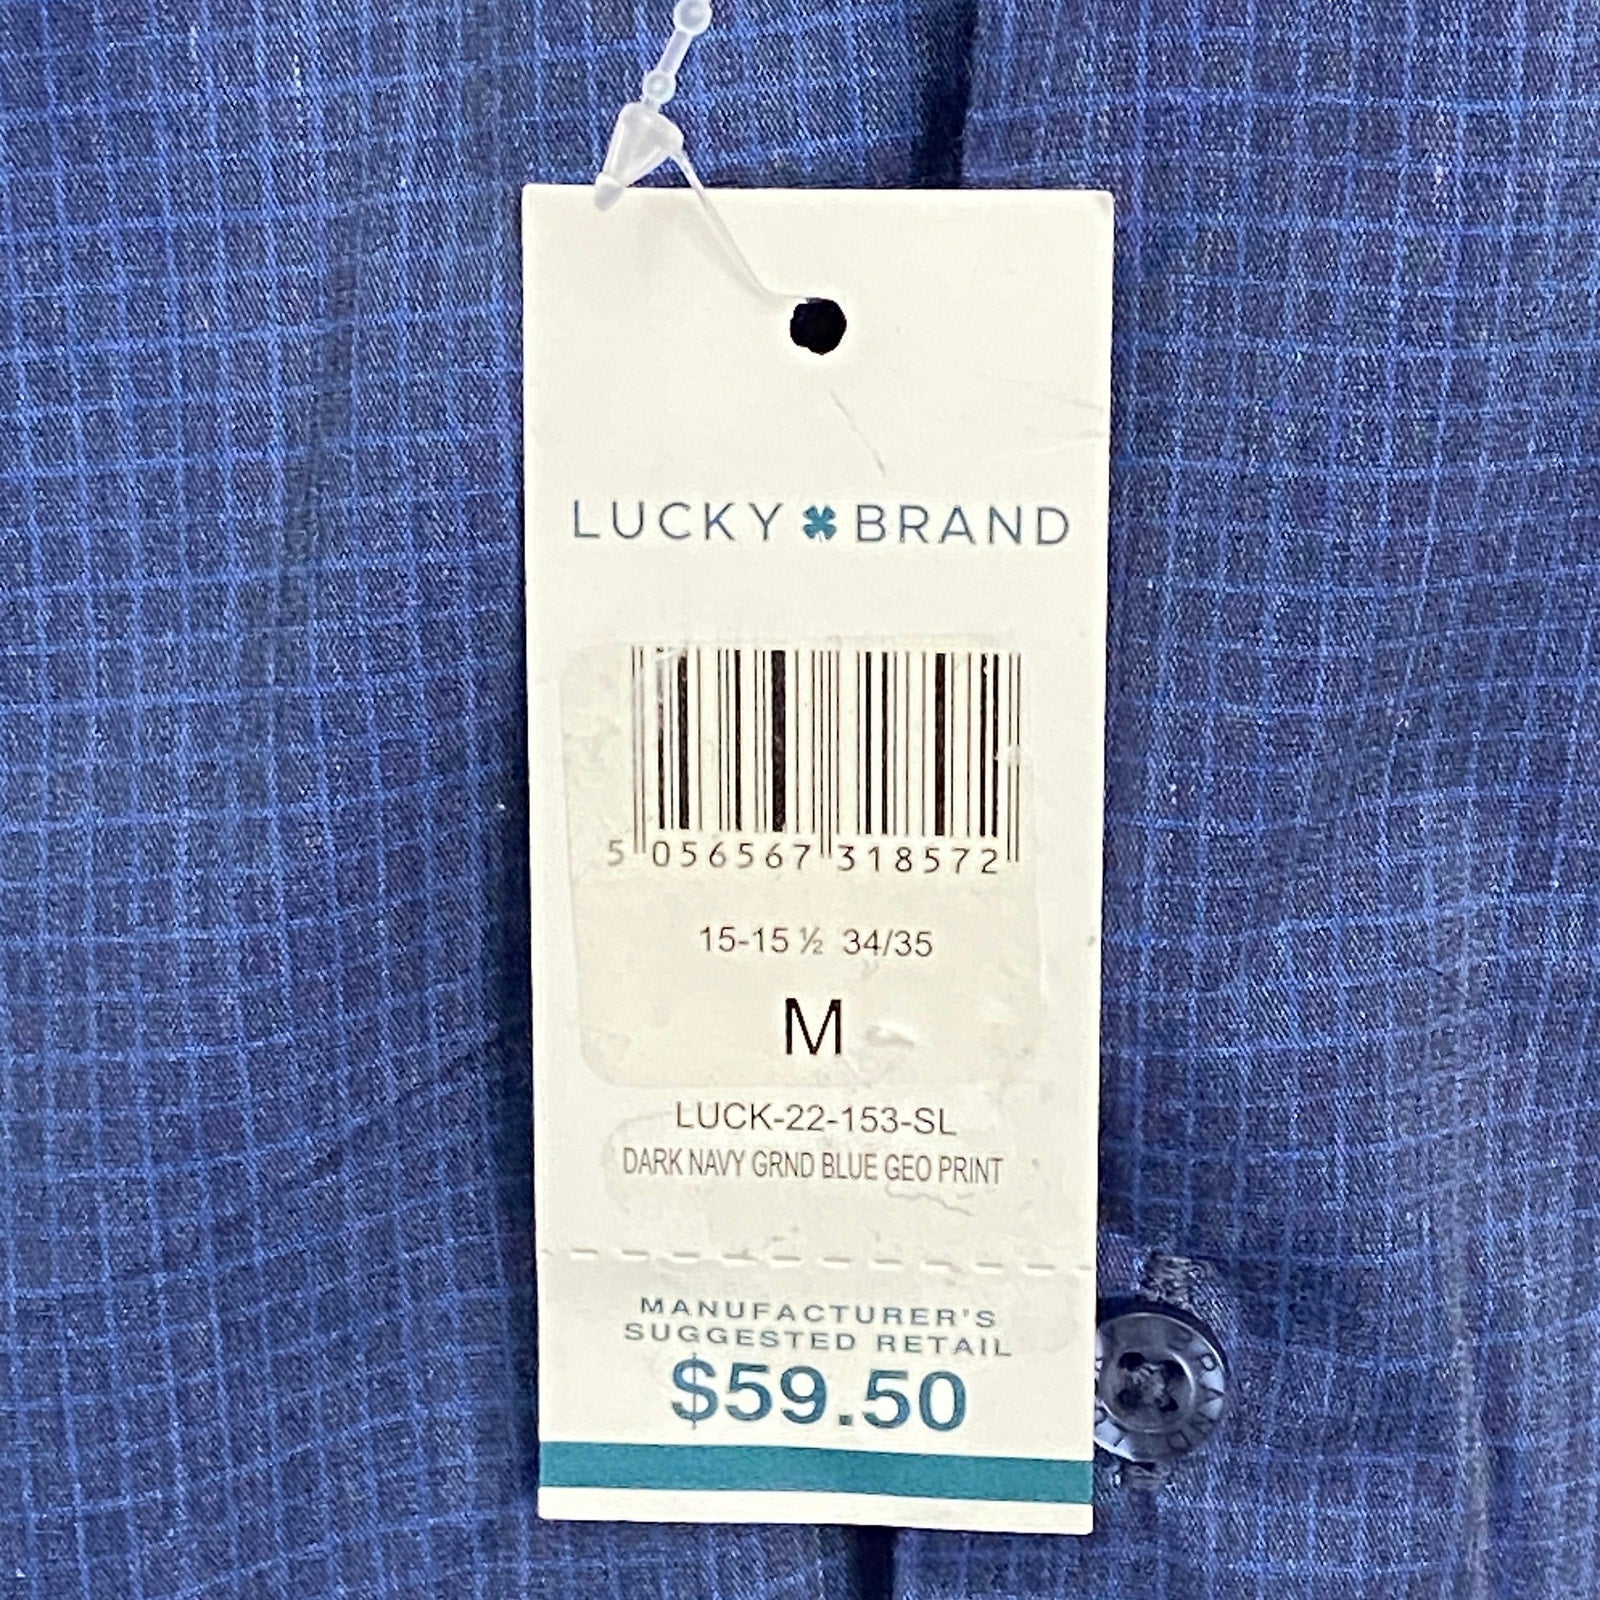 LUCKY BRAND
5 056567 318572
15-15 ½ 34/35
M
LUCK-22-153-SL
DARK NAVY GRND BLUE GEO PRINT
MANUFACTURER'S
SUGGESTED RETAIL
$59.50